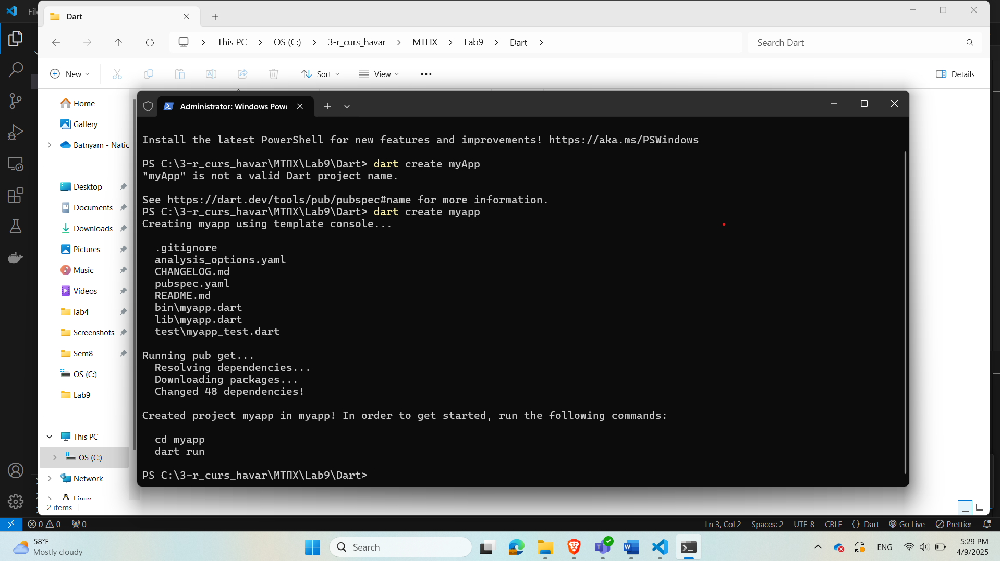 File
Dart
This PC
OS (C:)
3-r_curs_havar
МТПХ
Lab9
Dart
Search Dart
New
Sort
View
Details
Home
Gallery
Batnyam - Natic
Desktop
Documents
Downloads
Pictures
Music
Videos
lab4
Screenshots
Sem8
OS (C:)
Lab9
This PC
OS (C:)
Network
Linux
2 items
Administrator: Windows Powe
Install the latest PowerShell for new features and improvements! https://aka.ms/PSWindows
PS C:\3-r_curs_havar\МТПХ\Lab9\Dart> dart create myApp
"myApp" is not a valid Dart project name.
See https://dart.dev/tools/pub/pubspec#name for more information.
PS C:\3-r_curs_havar\МТПХ\Lab9\Dart> dart create myapp
Creating myapp using template console...
.gitignore
analysis_options.yaml
CHANGELOG.md
pubspec.yaml
README.md
bin\myapp.dart
lib\myapp.dart
test\myapp_test.dart
Running pub get...
Resolving dependencies...
Downloading packages...
Changed 48 dependencies!
Created project myapp in myapp! In order to get started, run the following commands:
cd myapp
dart run
PS C:\3-r_curs_havar\МТПХ\Lab9\Dart>
0 0 0
Ln 3, Col 2
Spaces: 2
UTF-8
CRLF
{ } Dart
Go Live
Prettier
58°F
Mostly cloudy
Search
ENG
5:29 PM
4/9/2025